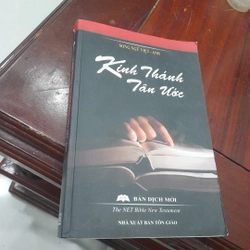 SONG NGỮ VIỆT - ANH
Kinh Thánh
Tân Ước
BẢN DỊCH MỚI
The NET Bible New Testament
NHÀ XUẤT BẢN TÔN GIÁO